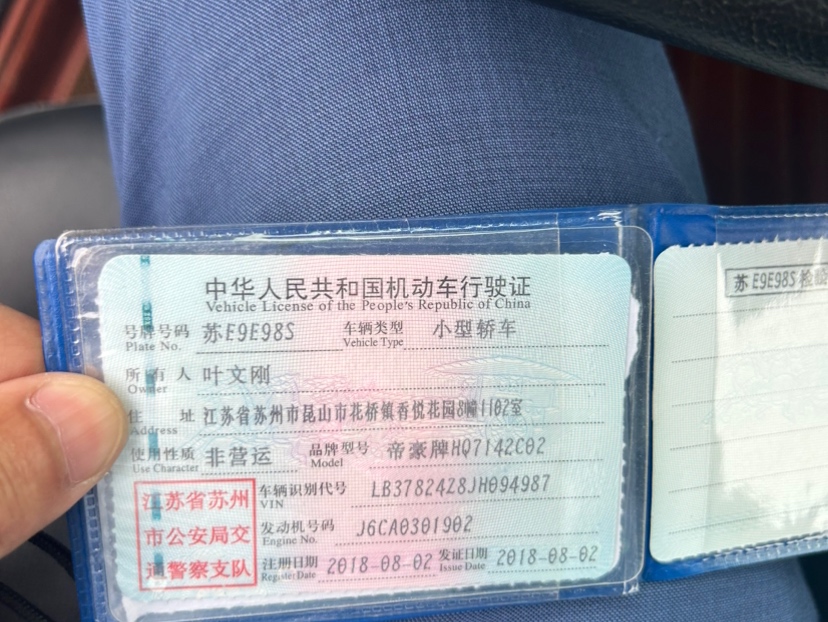 中华人民共和国机动车行驶证
Vehicle License of the People's Republic of China
号牌号码 苏E9E98S 车辆类型 小型轿车
Plate No. Vehicle Type
所有人 叶文刚
Owner
住址 江苏省苏州市昆山市花桥镇香悦花园8幢1102室
Address
使用性质 非营运 品牌型号 帝豪牌HQ7142C02
Use Character Model
江苏省苏州 车辆识别代号 LB378Z4Z8JH094987
VIN
市公安局交 发动机号码 J6CA0301902
Engine No.
通警察支队 注册日期 2018-08-02 发证日期 2018-08-02
Register Date Issue Date
苏E9E98S 检验